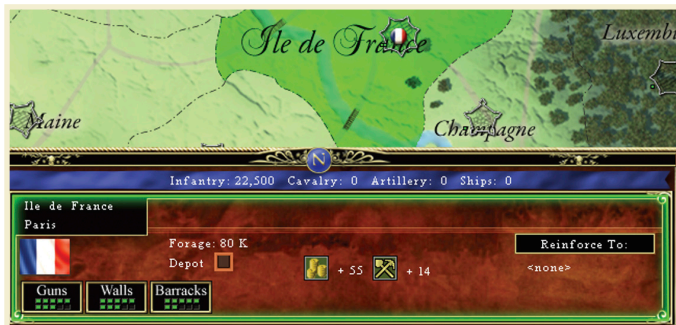 Ile de France
Luxembu
Maine
Champagne
N
Infantry: 22,500 Cavalry: 0 Artillery: 0 Ships: 0
Ile de France
Paris
Forage: 80 K
Depot
+ 55
+ 14
Reinforce To:
<none>
Guns
Walls
Barracks